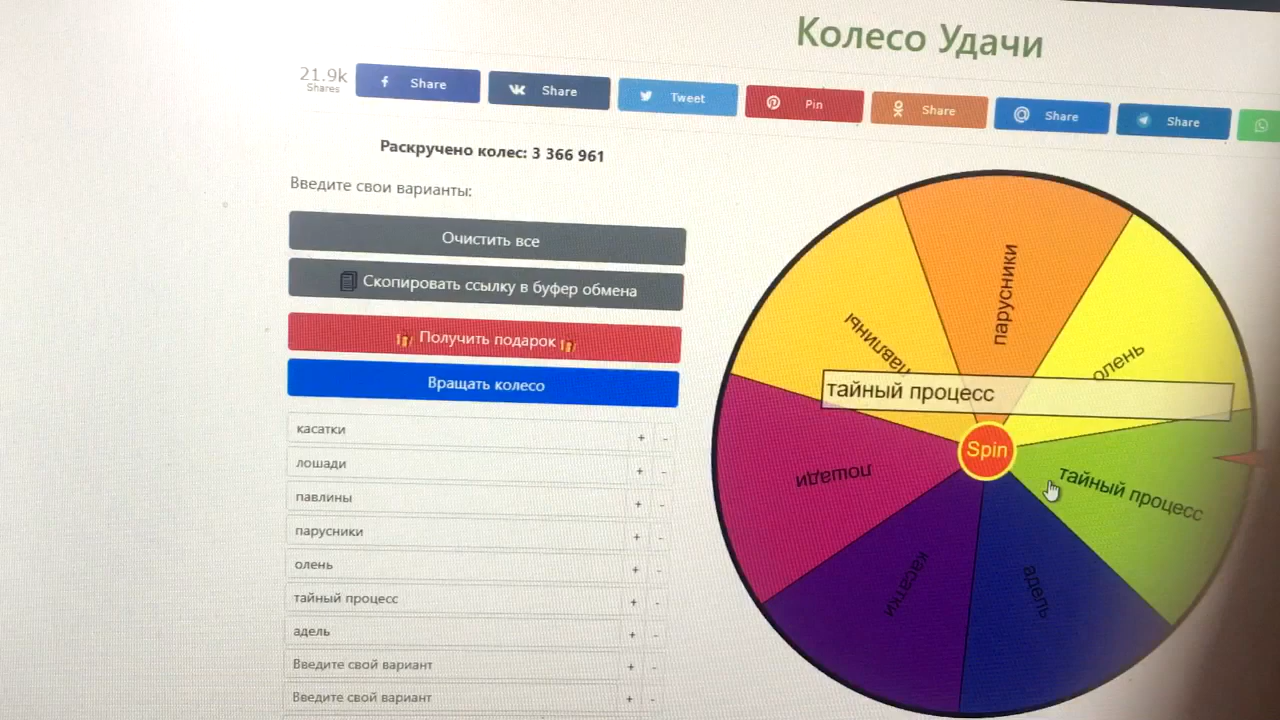 Колесо Удачи
21.9k
Shares
Share
Share
Tweet
Pin
Share
Share
Share
Раскручено колес: 3 366 961
Введите свои варианты:
Очистить все
Скопировать ссылку в буфер обмена
Получить подарок
Вращать колесо
касатки
+ -
лошади
+ -
павлины
+ -
парусники
+ -
олень
+ -
тайный процесс
+ -
адель
+ -
Введите свой вариант
+ -
Введите свой вариант
+ -
парусники
павлины
олень
тайный процесс
Spin
лошади
тайный процесс
касатки
адель